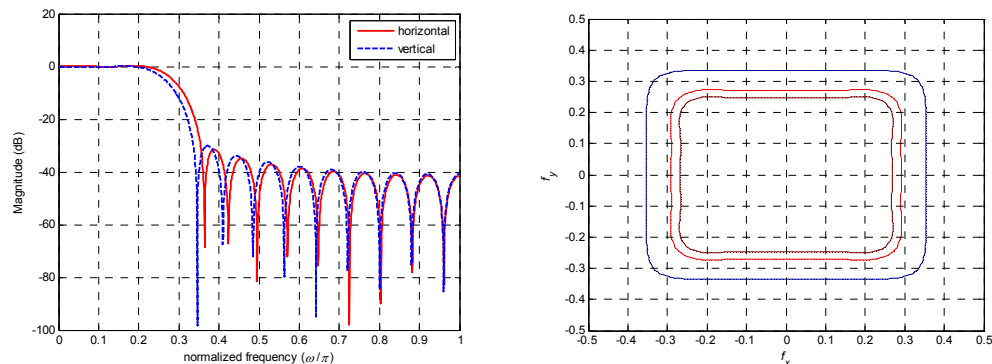 20
0
-20
-40
-60
-80
-100
Magnitude (dB)
horizontal
vertical
0 0.1 0.2 0.3 0.4 0.5 0.6 0.7 0.8 0.9 1
normalized frequency (ω/π)
0.5
0.4
0.3
0.2
0.1
0
-0.1
-0.2
-0.3
-0.4
-0.5
f_y
-0.5 -0.4 -0.3 -0.2 -0.1 0 0.1 0.2 0.3 0.4 0.5
f_x